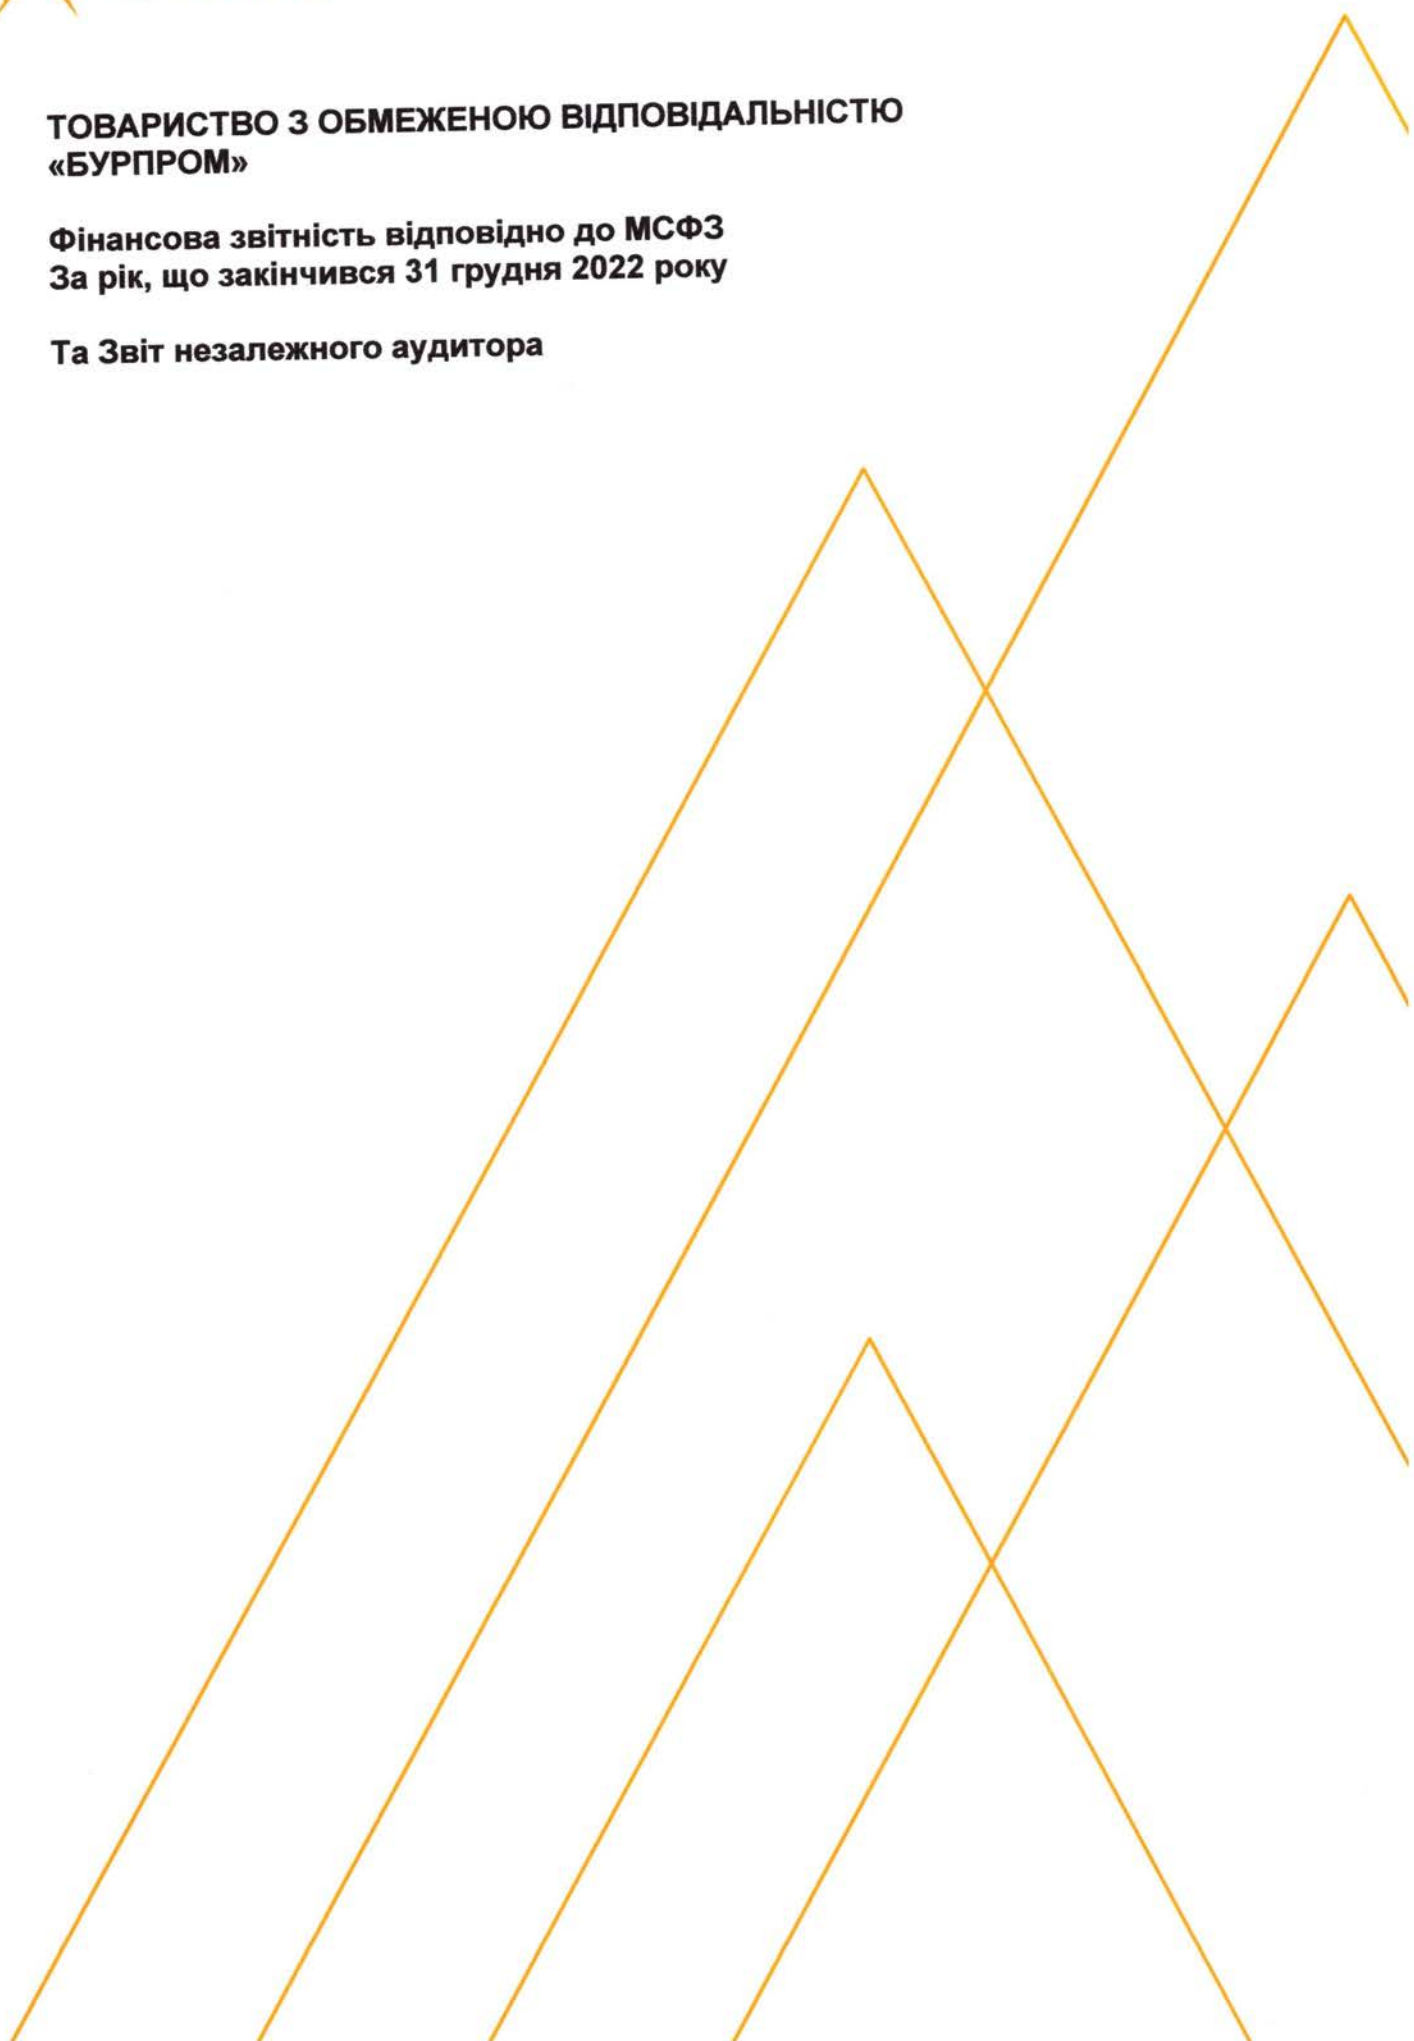 ТОВАРИСТВО З ОБМЕЖЕНОЮ ВІДПОВІДАЛЬНІСТЮ
«БУРПРОМ»
Фінансова звітність відповідно до МСФЗ
За рік, що закінчився 31 грудня 2022 року
Та Звіт незалежного аудитора